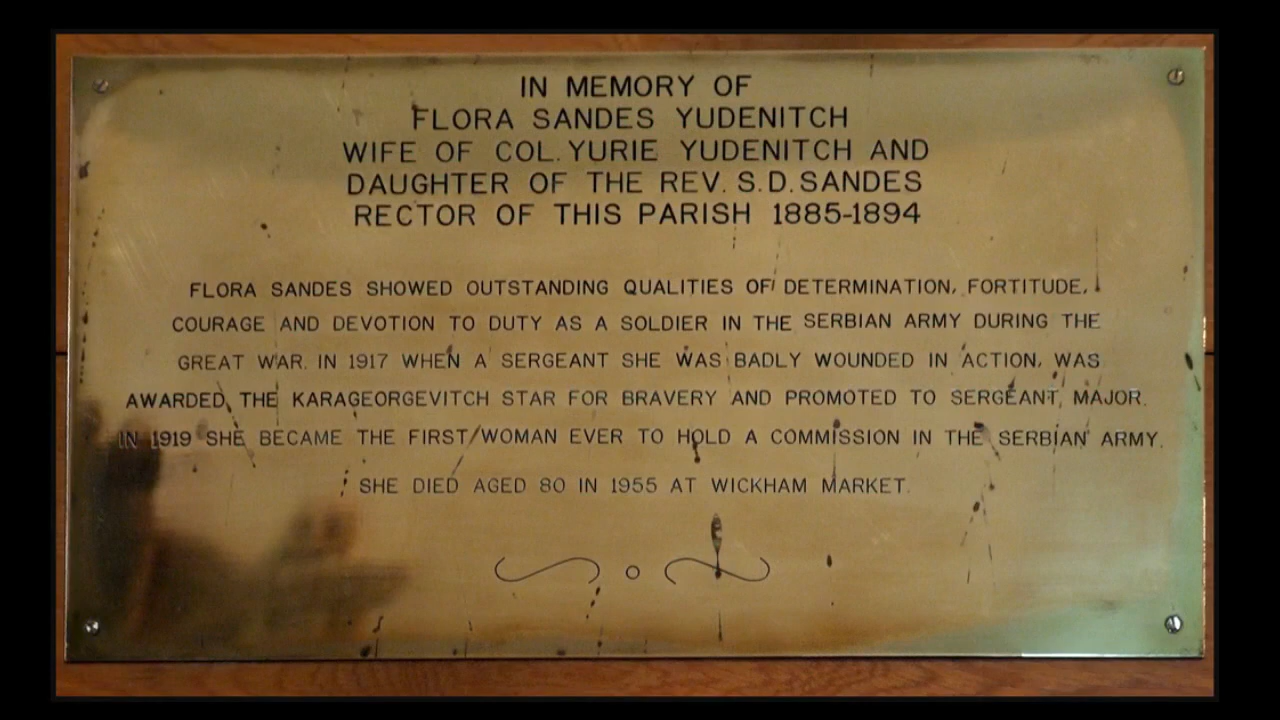 IN MEMORY OF
FLORA SANDES YUDENITCH
WIFE OF COL. YURIE YUDENITCH AND
DAUGHTER OF THE REV. S.D. SANDES
RECTOR OF THIS PARISH 1885-1894
FLORA SANDES SHOWED OUTSTANDING QUALITIES OF DETERMINATION, FORTITUDE,
COURAGE AND DEVOTION TO DUTY AS A SOLDIER IN THE SERBIAN ARMY DURING THE
GREAT WAR. IN 1917 WHEN A SERGEANT SHE WAS BADLY WOUNDED IN ACTION, WAS
AWARDED THE KARAGEORGEVITCH STAR FOR BRAVERY AND PROMOTED TO SERGEANT MAJOR.
IN 1919 SHE BECAME THE FIRST WOMAN EVER TO HOLD A COMMISSION IN THE SERBIAN ARMY.
SHE DIED AGED 80 IN 1955 AT WICKHAM MARKET.